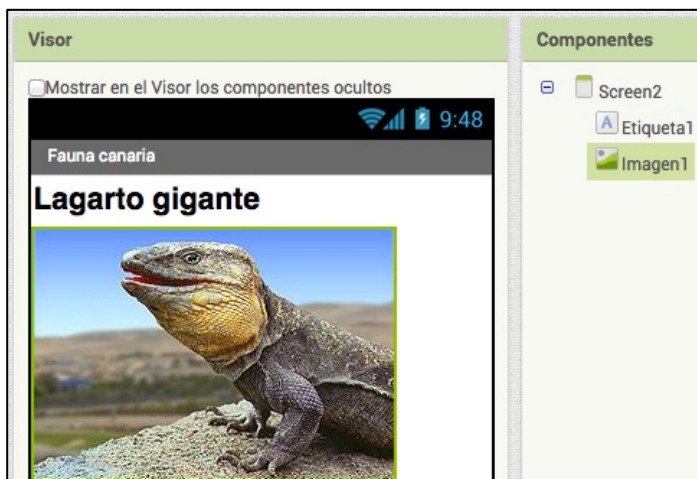 Visor
Mostrar en el Visor los componentes ocultos
9:48
Fauna canaria
Lagarto gigante
Componentes
Screen2
A Etiqueta1
Imagen1